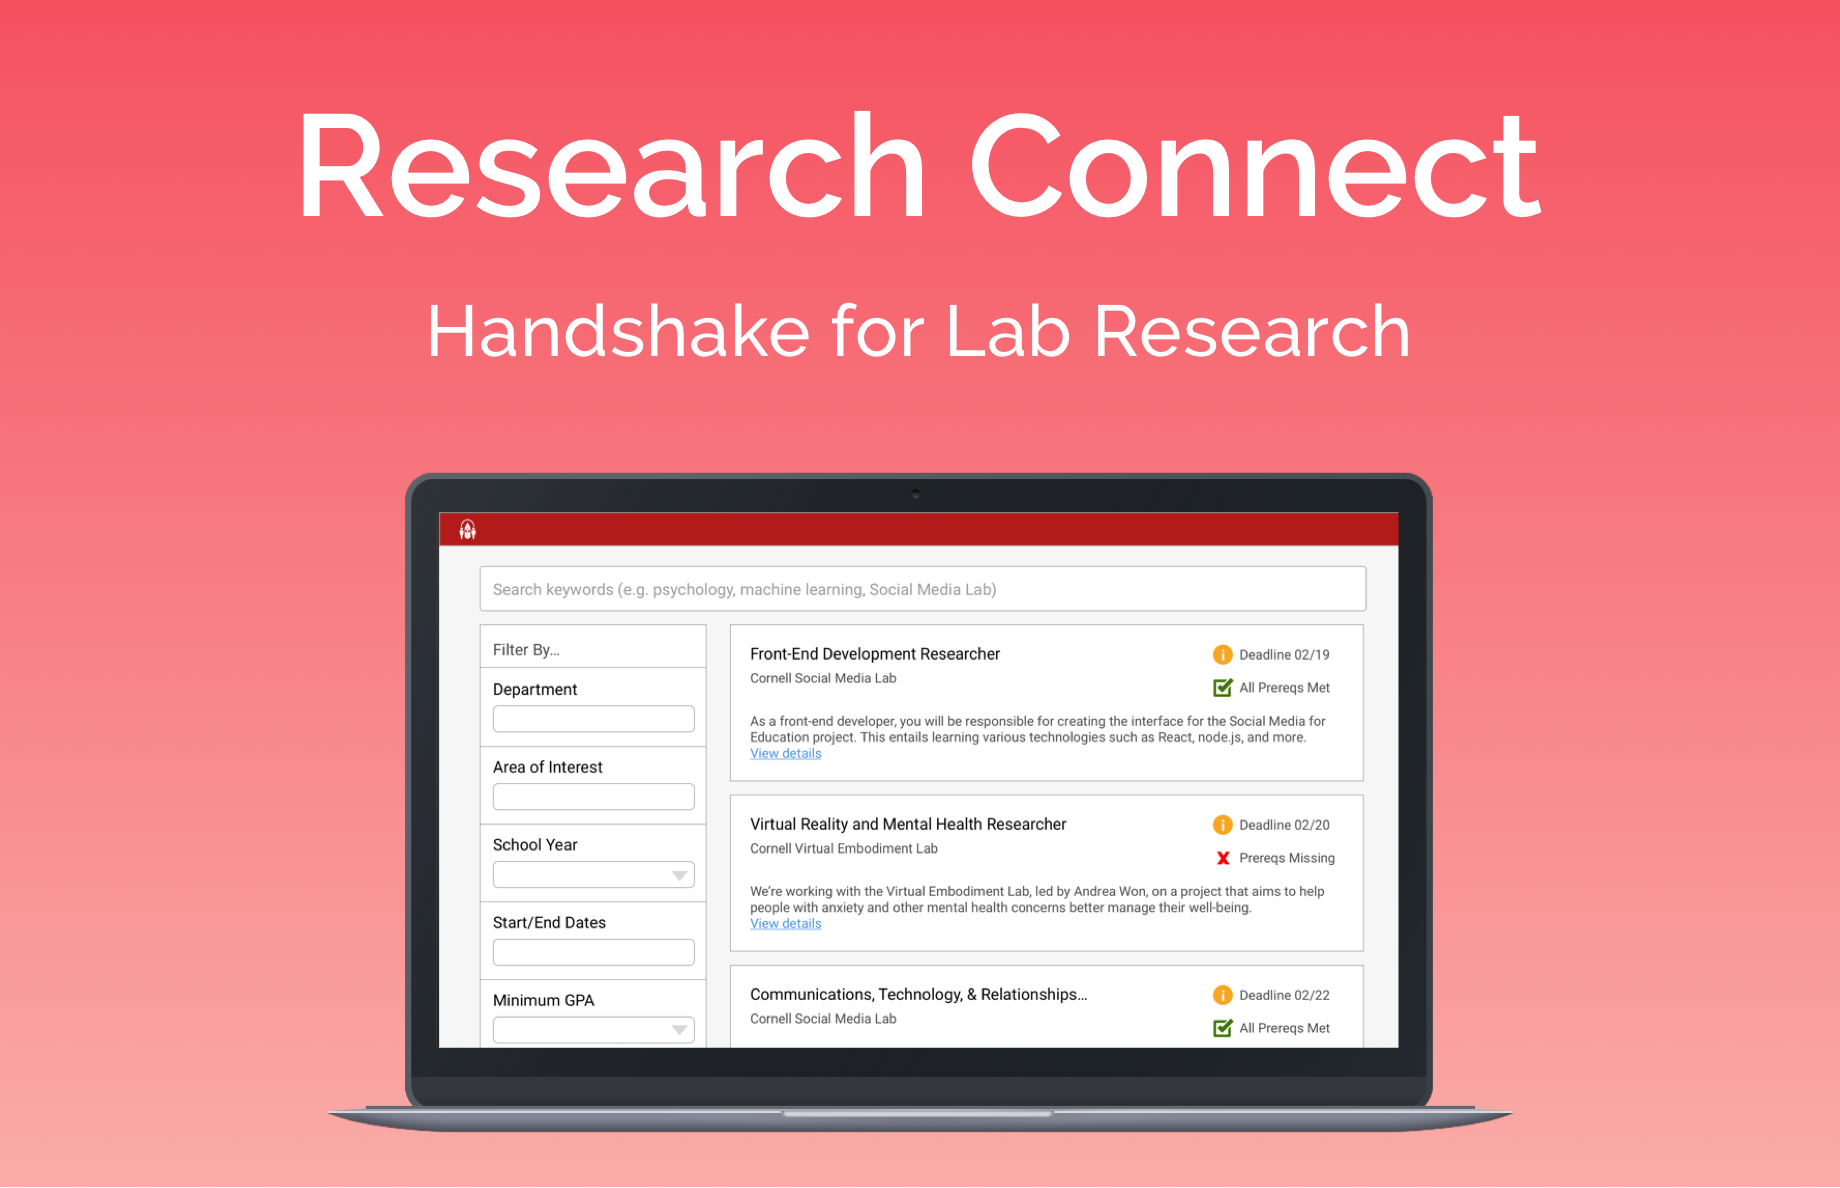 Research Connect
Handshake for Lab Research
Search keywords (e.g. psychology, machine learning, Social Media Lab)
Filter By...
Department
Area of Interest
School Year
Start/End Dates
Minimum GPA
Front-End Development Researcher
Cornell Social Media Lab
Deadline 02/19
All Prereqs Met
As a front-end developer, you will be responsible for creating the interface for the Social Media for
Education project. This entails learning various technologies such as React, node.js, and more.
View details
Virtual Reality and Mental Health Researcher
Cornell Virtual Embodiment Lab
Deadline 02/20
Prereqs Missing
We're working with the Virtual Embodiment Lab, led by Andrea Won, on a project that aims to help
people with anxiety and other mental health concerns better manage their well-being.
View details
Communications, Technology, & Relationships...
Cornell Social Media Lab
Deadline 02/22
All Prereqs Met